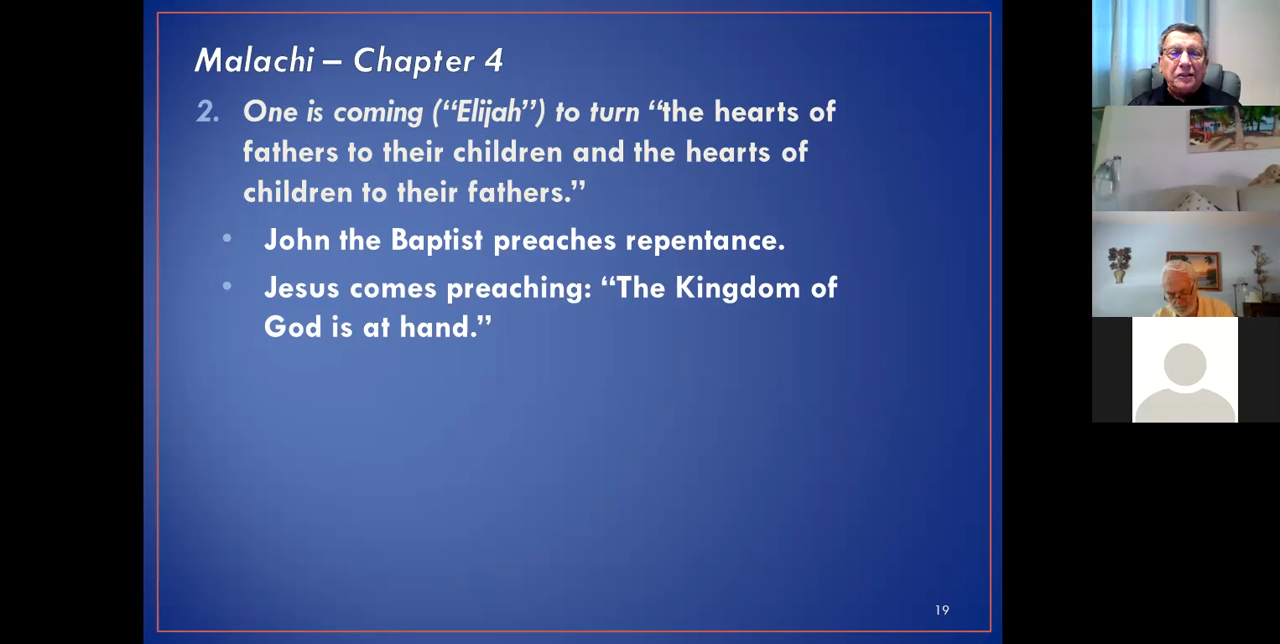 Malachi – Chapter 4
2. One is coming (“Elijah”) to turn “the hearts of
fathers to their children and the hearts of
children to their fathers.”
• John the Baptist preaches repentance.
• Jesus comes preaching: “The Kingdom of
God is at hand.”
19